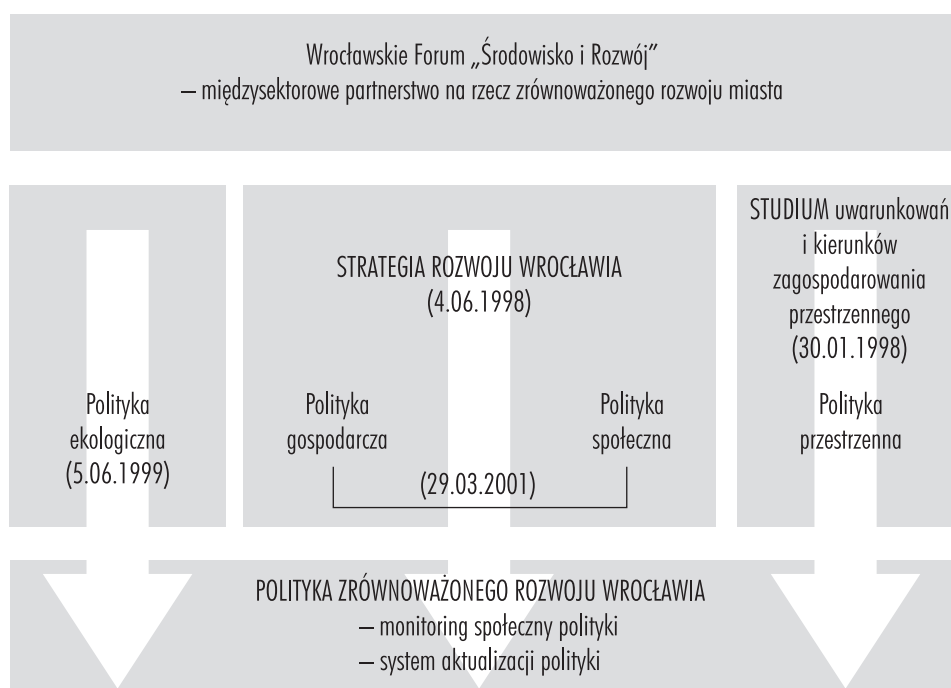 Wrocławskie Forum „Środowisko i Rozwój”
– międzysektorowe partnerstwo na rzecz zrównoważonego rozwoju miasta
Polityka
ekologiczna
(5.06.1999)
STRATEGIA ROZWOJU WROCŁAWIA
(4.06.1998)
Polityka
gospodarcza
Polityka
społeczna
(29.03.2001)
STUDIUM uwarunkowań
i kierunków
zagospodarowania
przestrzennego
(30.01.1998)
Polityka
przestrzenna
POLITYKA ZRÓWNOWAŻONEGO ROZWOJU WROCŁAWIA
– monitoring społeczny polityki
– system aktualizacji polityki